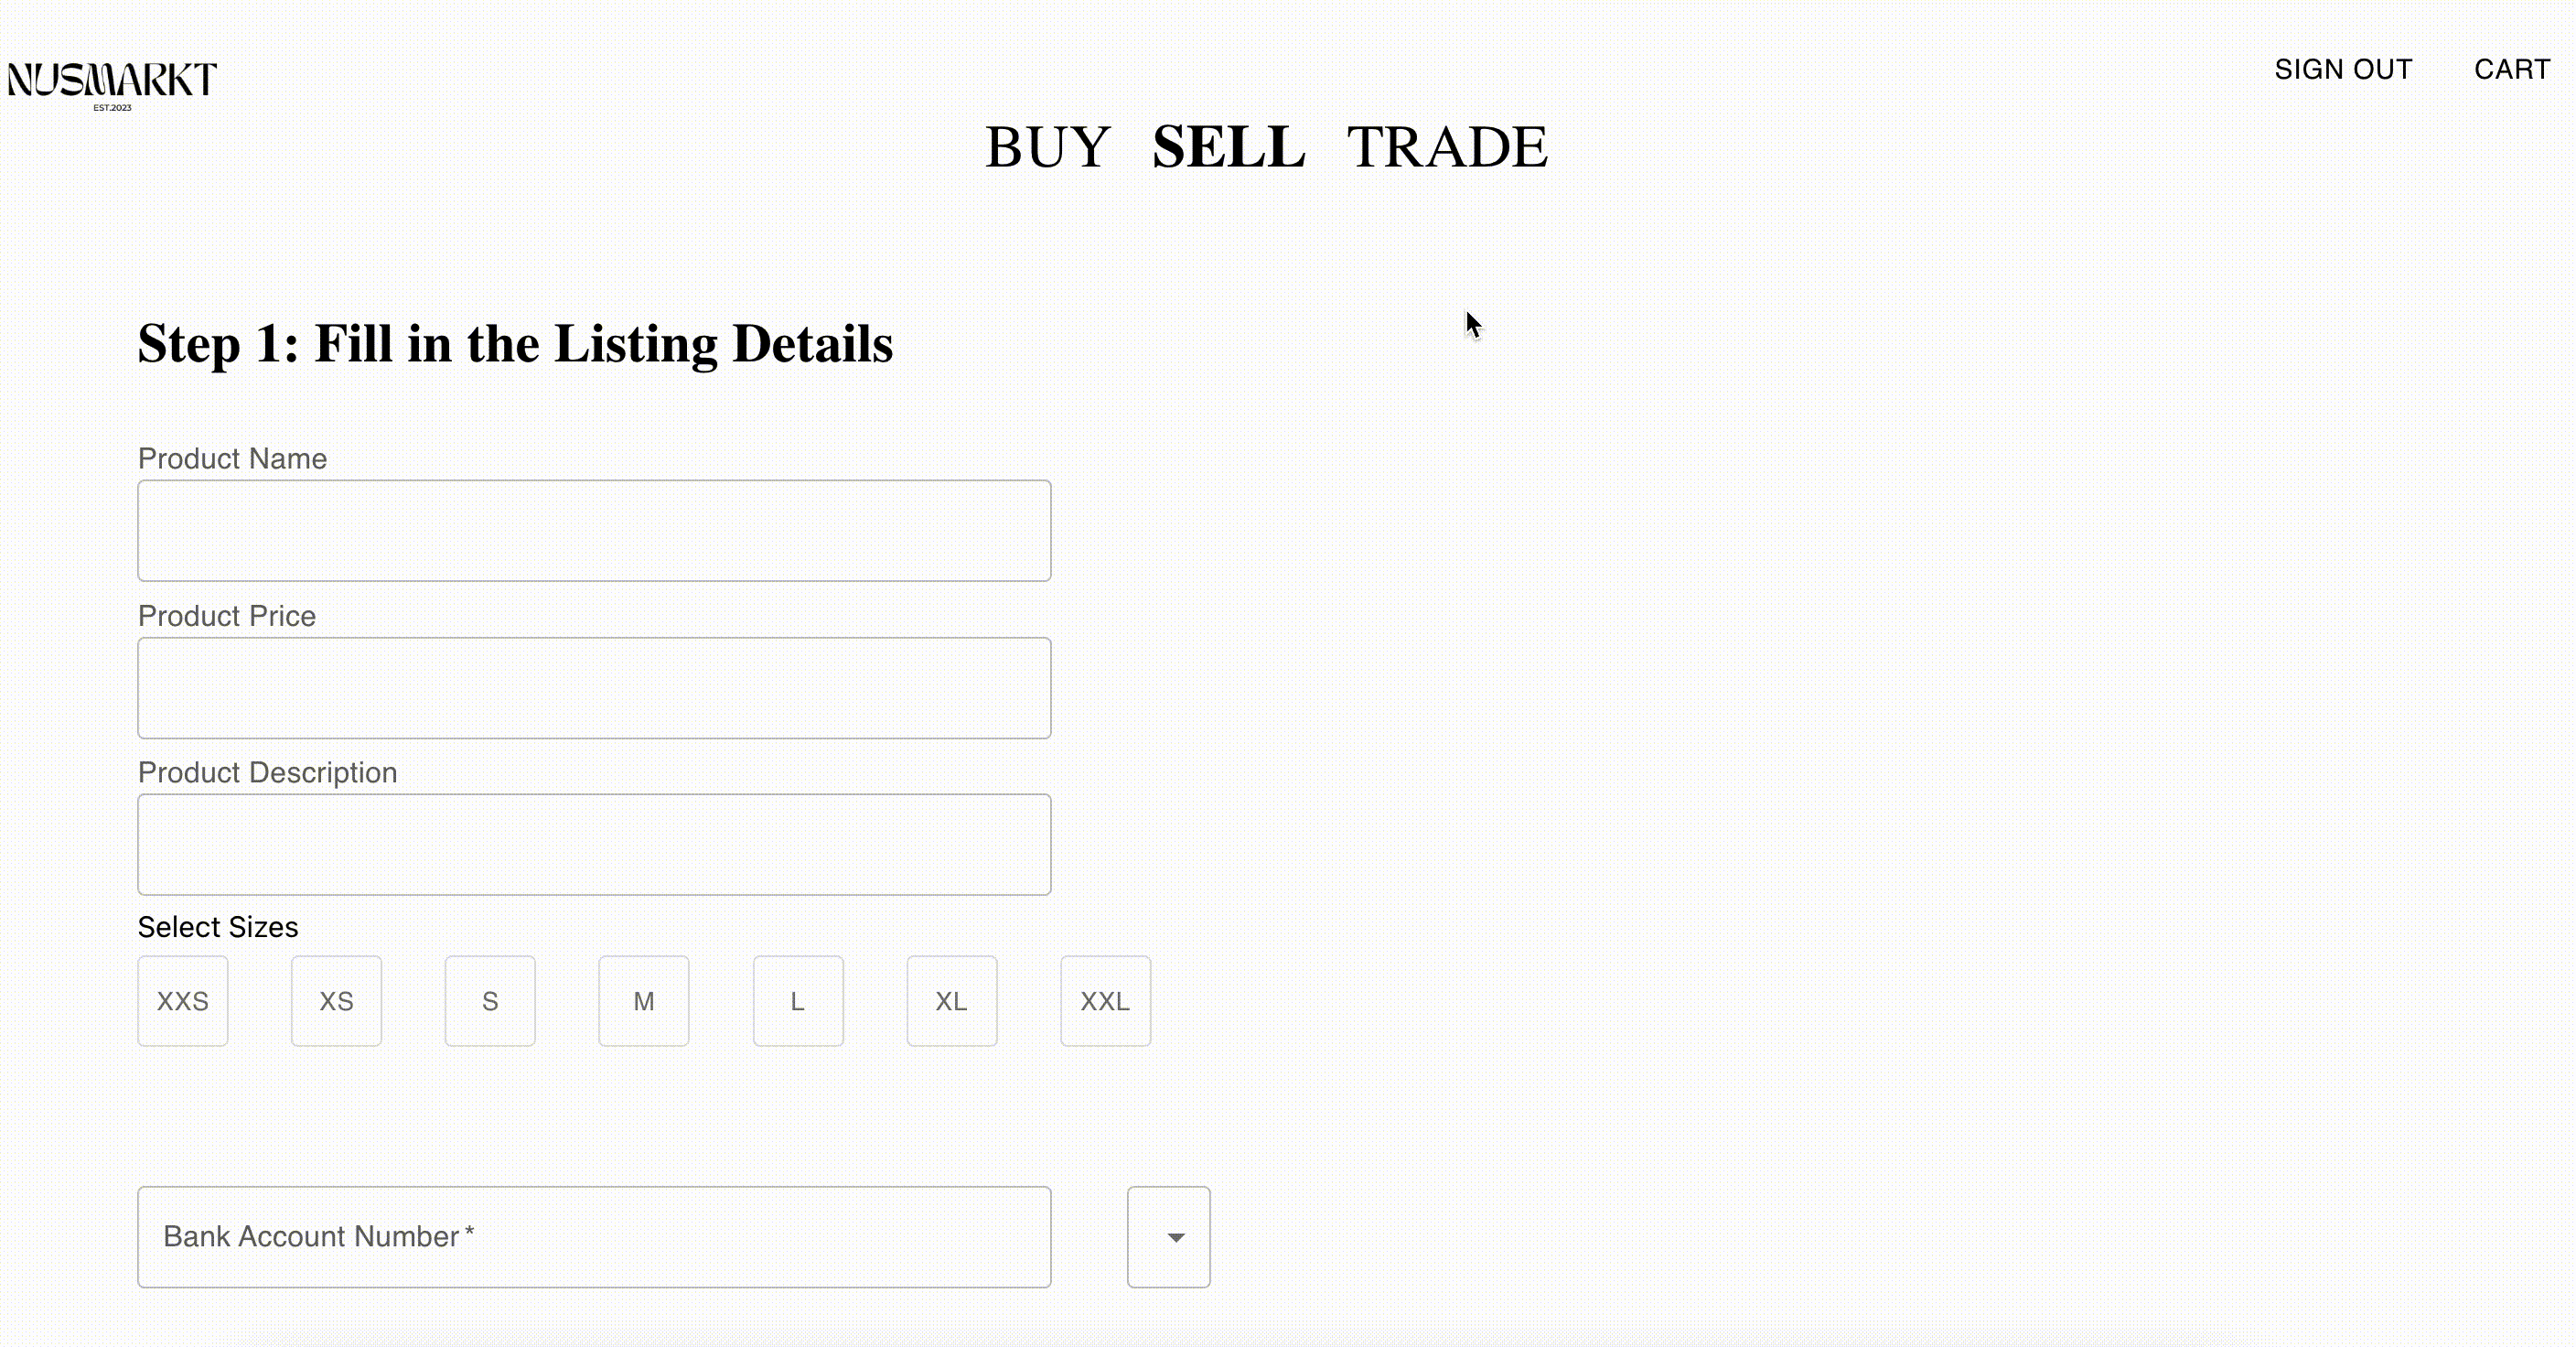 NUSMARKT
EST.2023
SIGN OUT CART
BUY SELL TRADE
Step 1: Fill in the Listing Details
Product Name
Product Price
Product Description
Select Sizes
XXS XS S M L XL XXL
Bank Account Number *